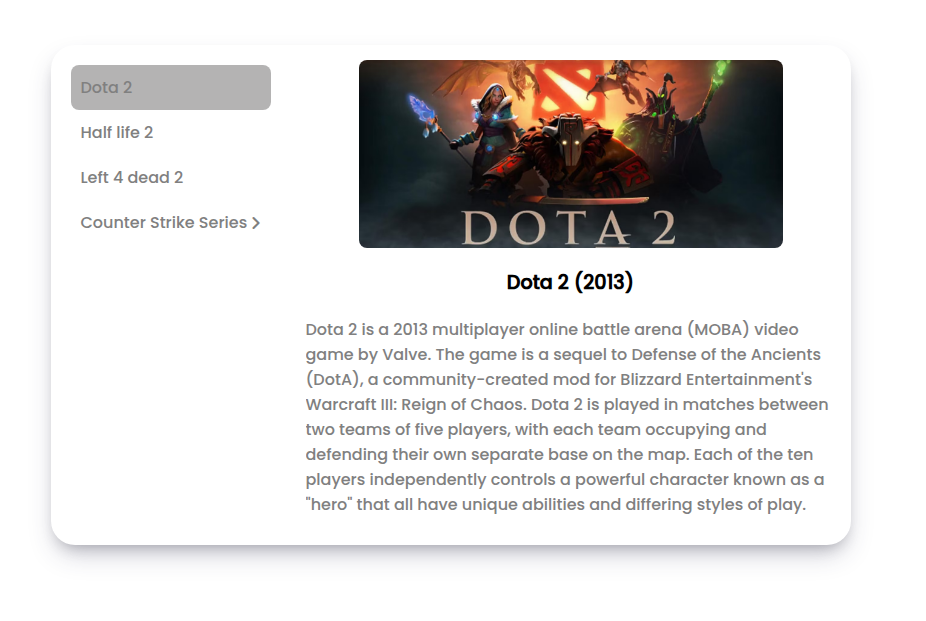 Dota 2
Half life 2
Left 4 dead 2
Counter Strike Series
DOTA 2
Dota 2 (2013)
Dota 2 is a 2013 multiplayer online battle arena (MOBA) video
game by Valve. The game is a sequel to Defense of the Ancients
(DotA), a community-created mod for Blizzard Entertainment's
Warcraft III: Reign of Chaos. Dota 2 is played in matches between
two teams of five players, with each team occupying and
defending their own separate base on the map. Each of the ten
players independently controls a powerful character known as a
"hero" that all have unique abilities and differing styles of play.